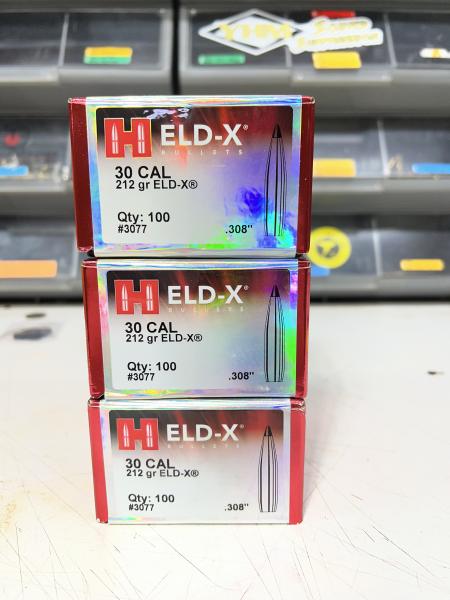 YHM
H ELD-X®
BULLETS
30 CAL
212 gr ELD-X®
Qty: 100
#3077
.308"
H ELD-X®
BULLETS
30 CAL
212 gr ELD-X®
Qty: 100
#3077
.308"
H ELD-X®
BULLETS
30 CAL
212 gr ELD-X®
Qty: 100
#3077
.308"